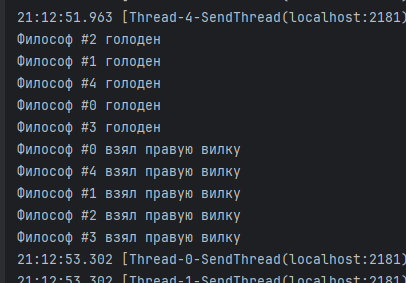 21:12:51.963 [Thread-4-SendThread(localhost:2181)
Философ #2 голоден
Философ #1 голоден
Философ #4 голоден
Философ #0 голоден
Философ #3 голоден
Философ #0 взял правую вилку
Философ #4 взял правую вилку
Философ #1 взял правую вилку
Философ #2 взял правую вилку
Философ #3 взял правую вилку
21:12:53.302 [Thread-0-SendThread(localhost:2181)
21:12:53.302 [Thread-1-SendThread(localhost:2181)